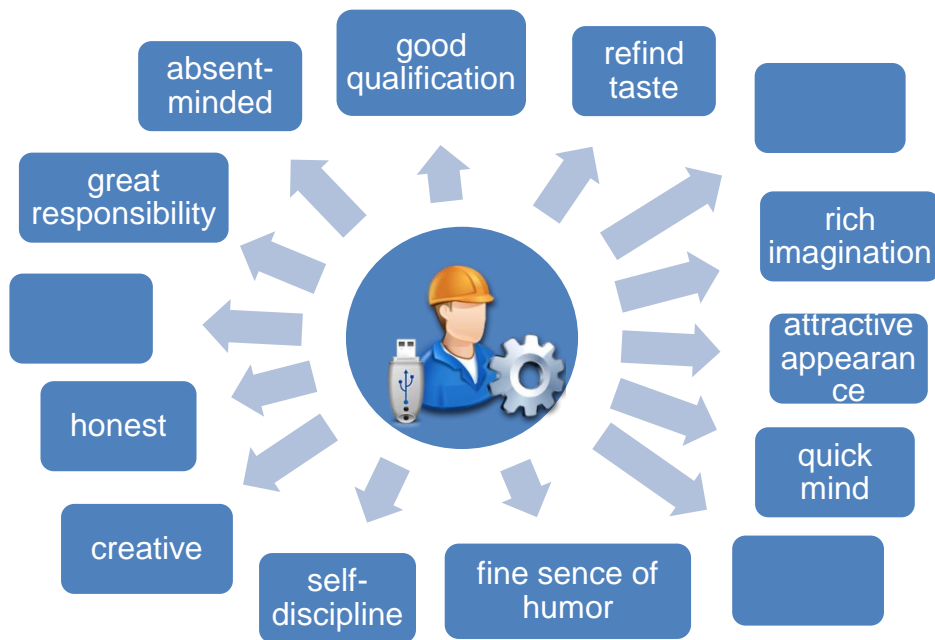 absent-
minded
good
qualification
refind
taste
great
responsibility
rich
imagination
attractive
appearan
ce
honest
quick
mind
creative
self-
discipline
fine sence of
humor